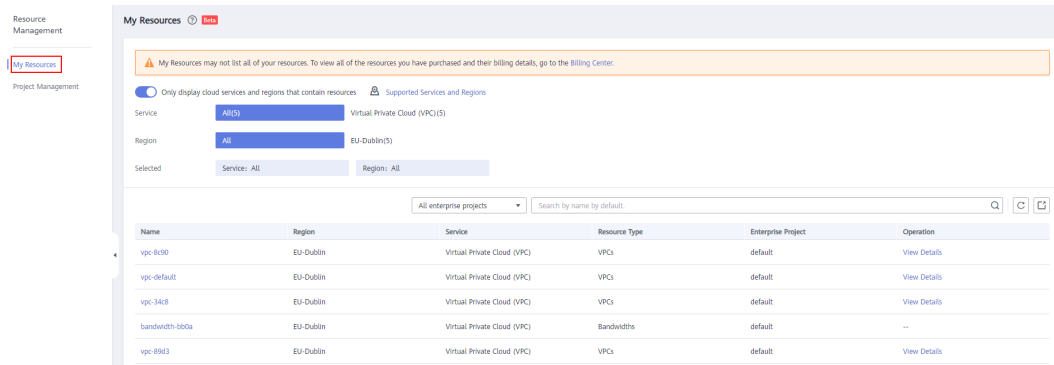 Resource
Management
My Resources
Project Management
My Resources ? Beta
My Resources may not list all of your resources. To view all of the resources you have purchased and their billing details, go to the Billing Center.
Only display cloud services and regions that contain resources Supported Services and Regions
Service All(5) Virtual Private Cloud (VPC)(5)
Region All EU-Dublin(5)
Selected Service: All Region: All
All enterprise projects Search by name by default.
Name Region Service Resource Type Enterprise Project Operation
vpc-8c90 EU-Dublin Virtual Private Cloud (VPC) VPCs default View Details
vpc-default EU-Dublin Virtual Private Cloud (VPC) VPCs default View Details
vpc-34c8 EU-Dublin Virtual Private Cloud (VPC) VPCs default View Details
bandwidth-bb0a EU-Dublin Virtual Private Cloud (VPC) Bandwidths default --
vpc-89d3 EU-Dublin Virtual Private Cloud (VPC) VPCs default View Details